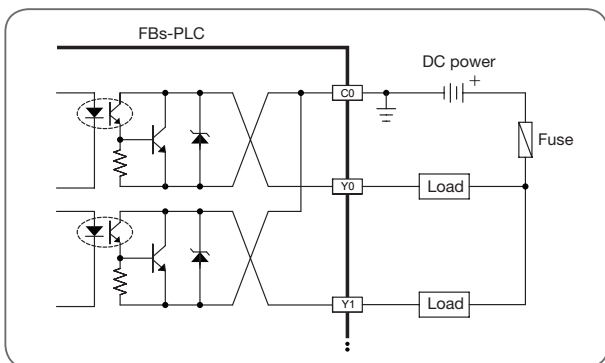 FBs-PLC
DC power
C0
+
Fuse
Y0
Load
Y1
Load